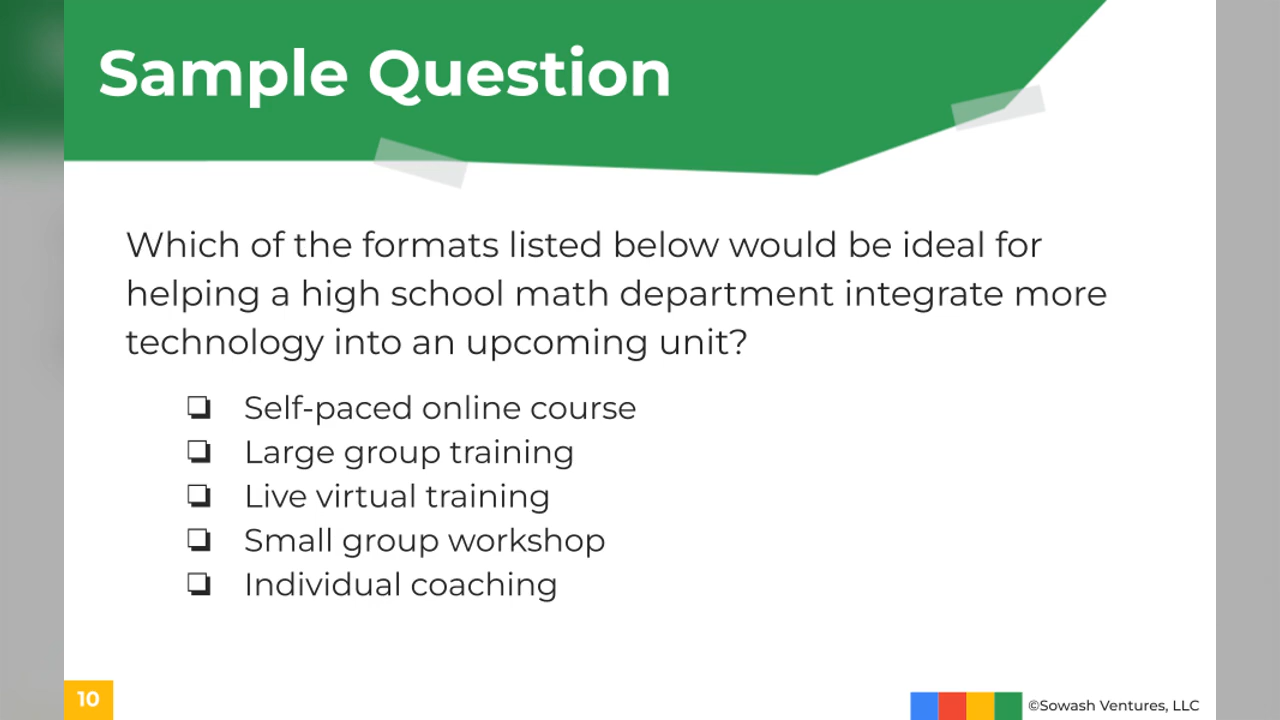 Sample Question
Which of the formats listed below would be ideal for
helping a high school math department integrate more
technology into an upcoming unit?
❏ Self-paced online course
❏ Large group training
❏ Live virtual training
❏ Small group workshop
❏ Individual coaching
10
©Sowash Ventures, LLC